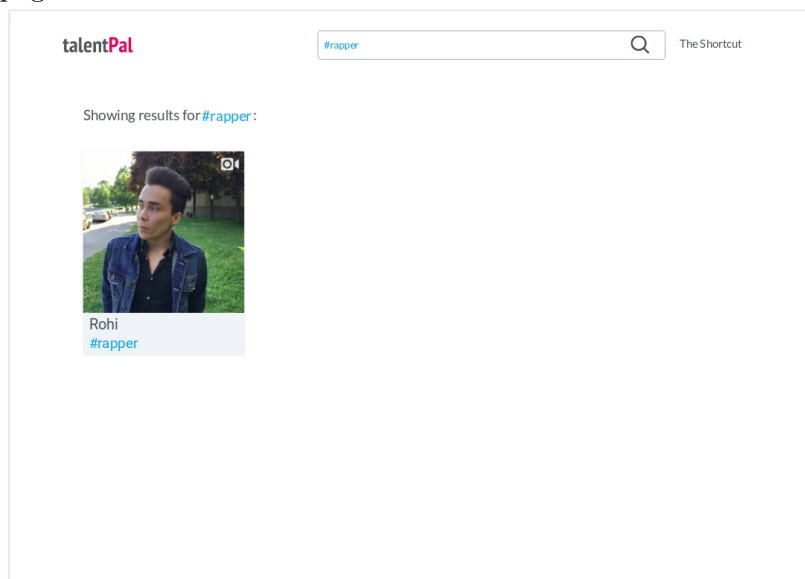 talentPal
#rapper
The Shortcut
Showing results for #rapper:
Rohi
#rapper